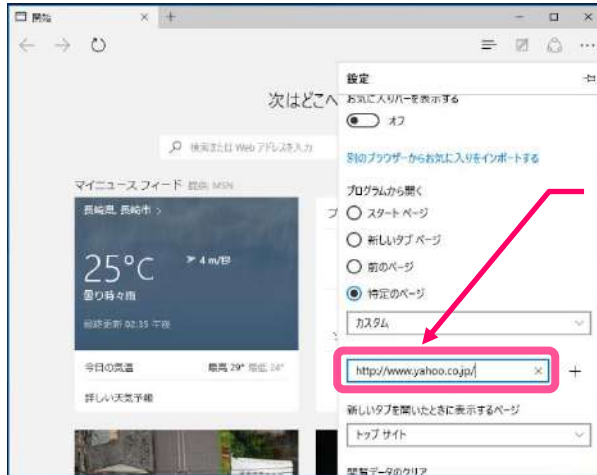 開始
設定
お気に入りバーを表示する
オフ
次はどこへ
検索または Web アドレスを入力
別のブラウザーからお気に入りをインポートする
マイニュース フィード 提供 MSN
プログラムから開く
長崎県, 長崎市 >
スタート ページ
新しいタブ ページ
25°C
4 m/秒
前のページ
曇り時々雨
特定のページ
最終更新 02:35 午後
カスタム
今日の気温
最高 29° 最低 24°
http://www.yahoo.co.jp/
詳しい天気予報
新しいタブを開いたときに表示するページ
トップ サイト
閲覧データのクリア